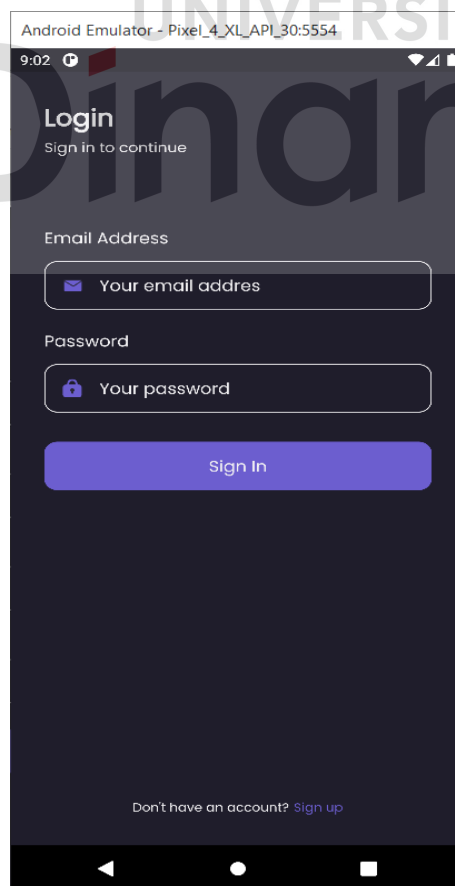 UNIVERSI
Android Emulator - Pixel_4_XL_API_30:5554
9:02
Dinar
Login
Sign in to continue
Email Address
Your email addres
Password
Your password
Sign In
Don't have an account? Sign up